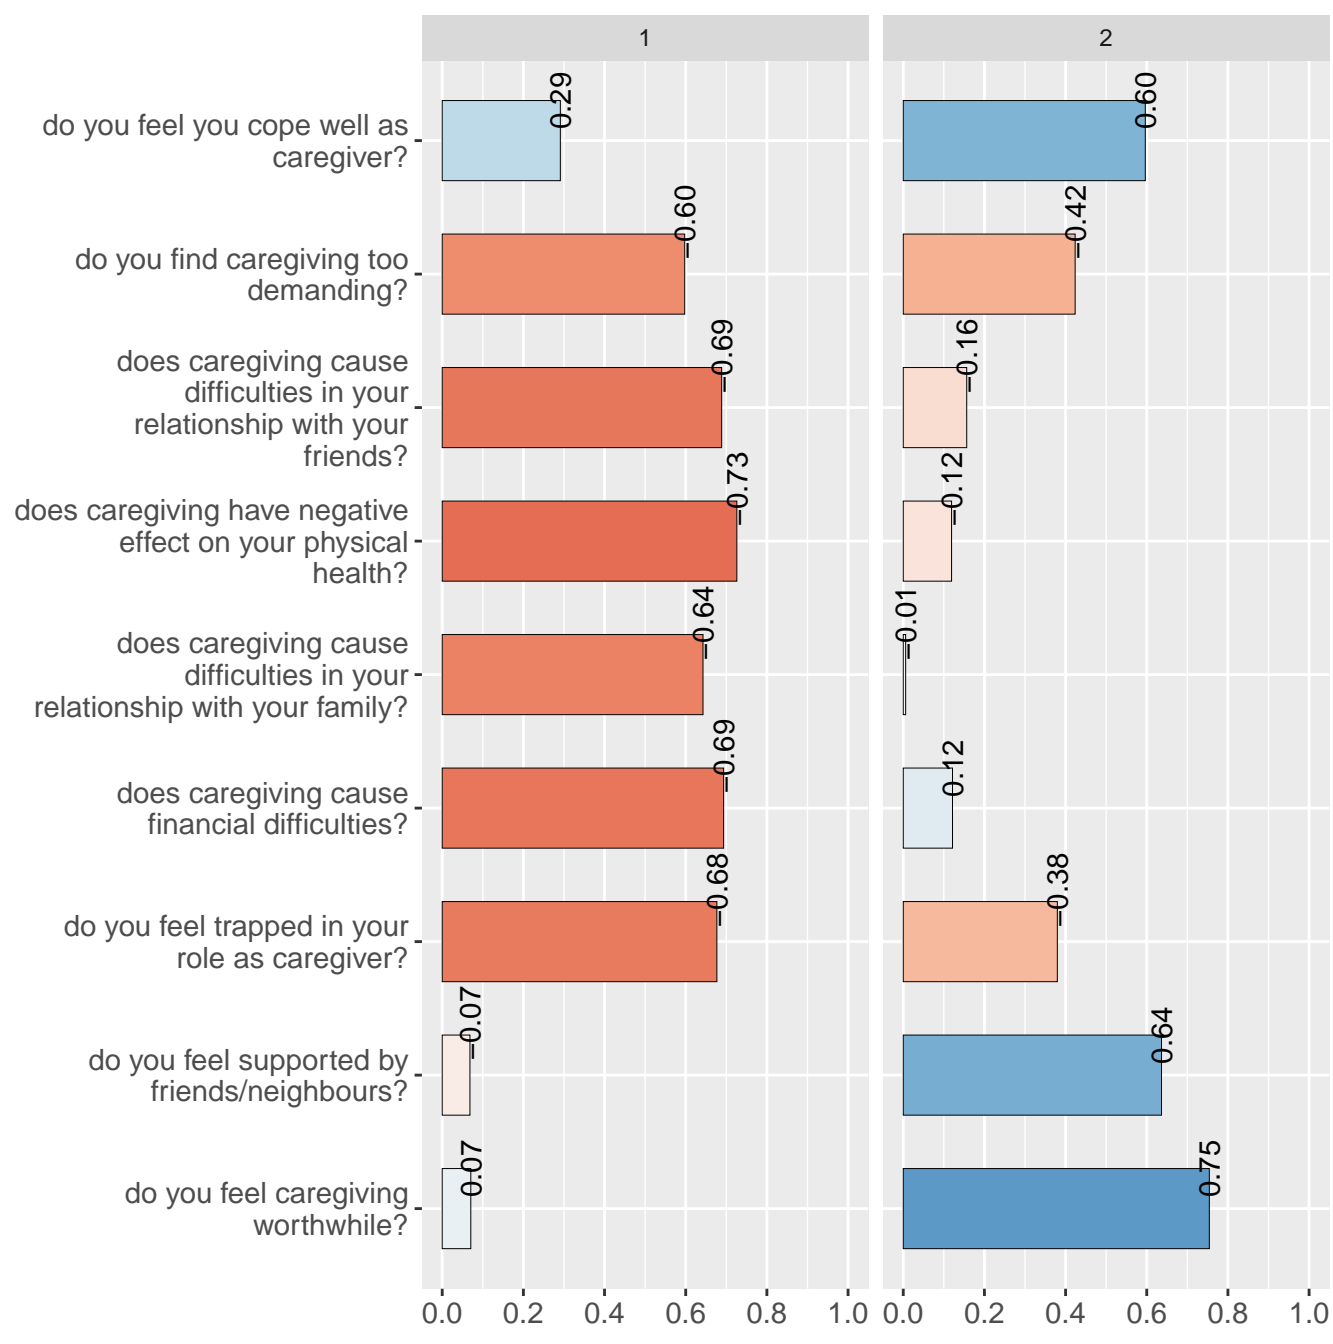 1
2
do you feel you cope well as
caregiver?
0.29
0.60
do you find caregiving too
demanding?
−0.60
−0.42
does caregiving cause
difficulties in your
relationship with your
friends?
−0.69
−0.16
does caregiving have negative
effect on your physical
health?
−0.73
−0.12
does caregiving cause
difficulties in your
relationship with your family?
−0.64
−0.01
does caregiving cause
financial difficulties?
−0.69
0.12
do you feel trapped in your
role as caregiver?
−0.68
−0.38
do you feel supported by
friends/neighbours?
−0.07
0.64
do you feel caregiving
worthwhile?
0.07
0.75
0.0 0.2 0.4 0.6 0.8 1.0
0.0 0.2 0.4 0.6 0.8 1.0